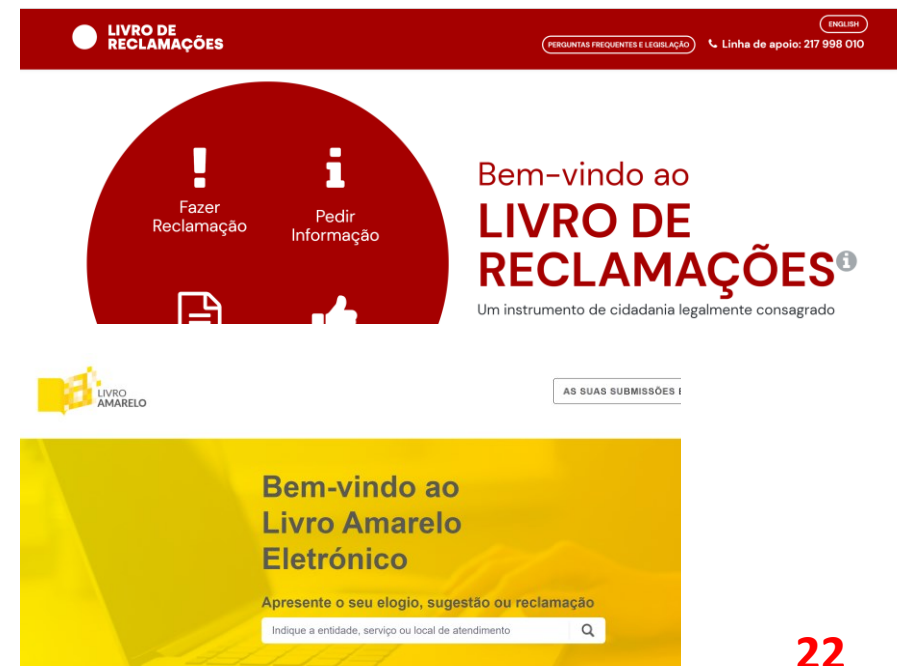 LIVRO DE
RECLAMAÇÕES
ENGLISH
PERGUNTAS FREQUENTES E LEGISLAÇÃO
Linha de apoio: 217 998 010
Fazer
Reclamação
Pedir
Informação
Bem-vindo ao
LIVRO DE
RECLAMAÇÕES
Um instrumento de cidadania legalmente consagrado
LIVRO
AMARELO
AS SUAS SUBMISSÕES
Bem-vindo ao
Livro Amarelo
Eletrónico
Apresente o seu elogio, sugestão ou reclamação
Indique a entidade, serviço ou local de atendimento
22